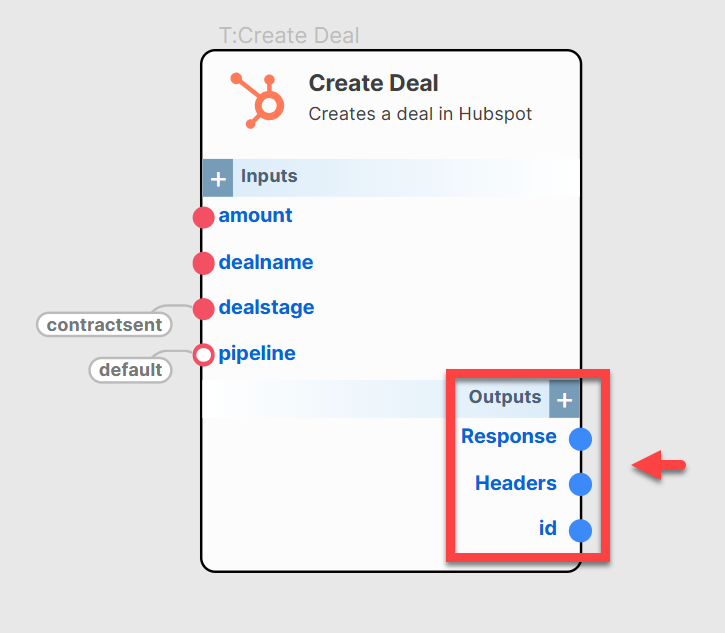 T:Create Deal
Create Deal
Creates a deal in Hubspot
+ Inputs
amount
dealname
dealstage
contractsent
pipeline
default
Outputs +
Response
Headers
id